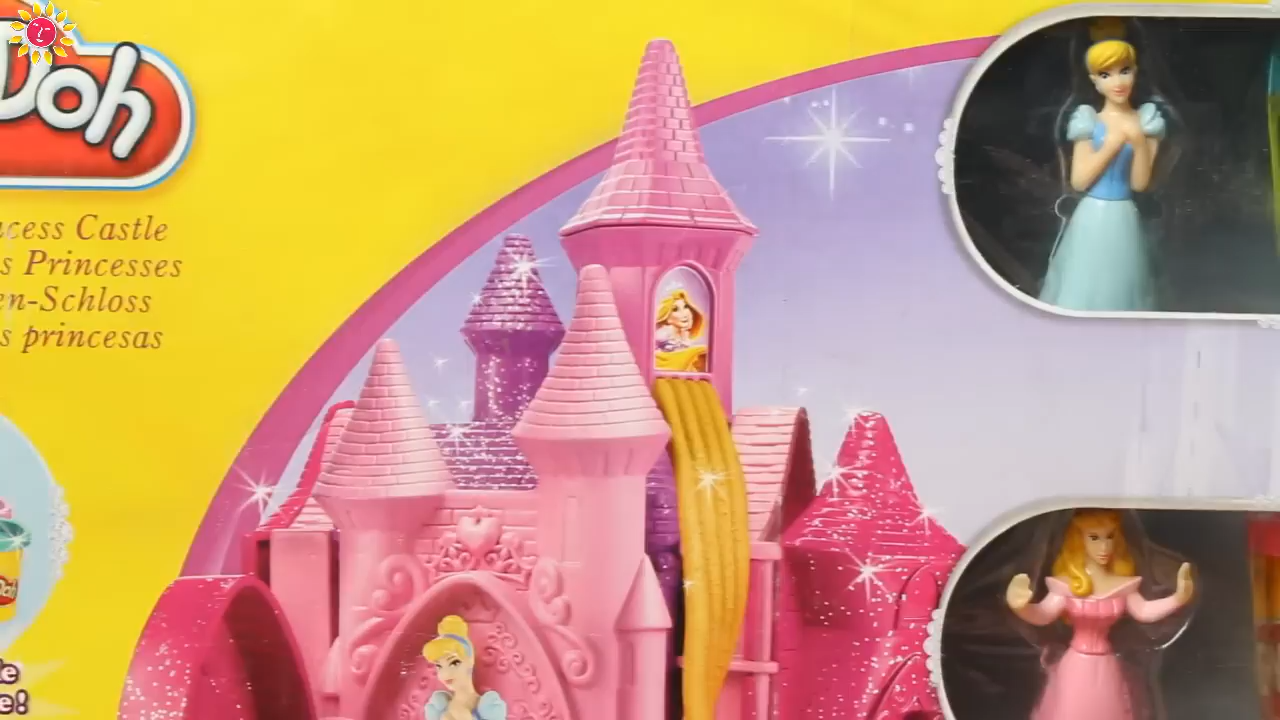 Doh
cess Castle
s Princesses
en-Schloss
s princesas
e!